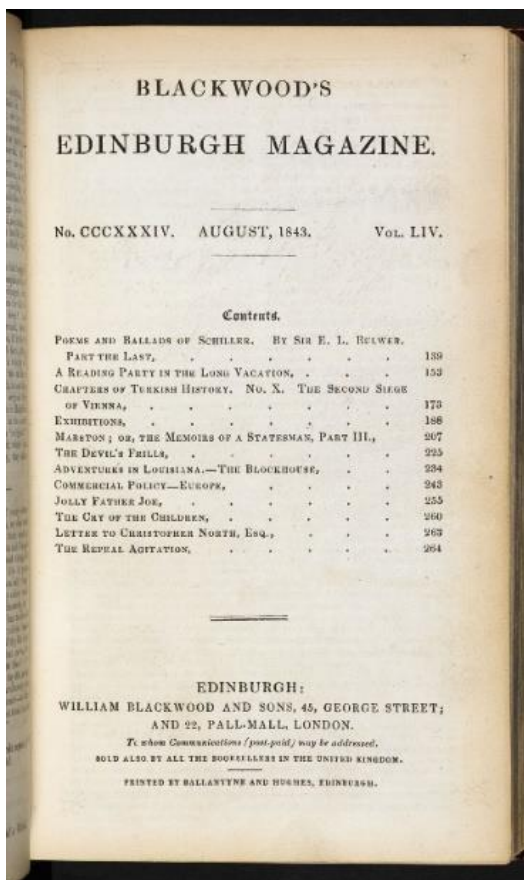 BLACKWOOD'S
EDINBURGH MAGAZINE.
No. CCCXXXIV. AUGUST, 1843. VOL. LIV.
Contents.
POEMS AND BALLADS OF SCHILLER. BY SIR E. L. BULWER.
PART THE LAST, . . . . . . 139
A READING PARTY IN THE LONG VACATION, . . . 153
CHAPTERS OF TURKISH HISTORY. No. X. THE SECOND SIEGE
OF VIENNA, . . . . . . . 173
EXHIBITIONS, . . . . . . 188
MARSTON; OR, THE MEMOIRS OF A STATESMAN, PART III., 207
THE DEVIL'S FRILLS, . . . . . . 225
ADVENTURES IN LOUISIANA.—THE BLOCKHOUSE, . . 234
COMMERCIAL POLICY—EUROPE, . . . . 243
JOLLY FATHER JOE, . . . . . 255
THE CRY OF THE CHILDREN, . . . . . 260
LETTER TO CHRISTOPHER NORTH, ESQ., . . . 263
THE REPEAL AGITATION, . . . . . 264
EDINBURGH:
WILLIAM BLACKWOOD AND SONS, 45, GEORGE STREET;
AND 22, PALL-MALL, LONDON.
To whom Communications (post-paid) may be addressed.
SOLD ALSO BY ALL THE BOOKSELLERS IN THE UNITED KINGDOM.
PRINTED BY BALLANTYNE AND HUGHES, EDINBURGH.